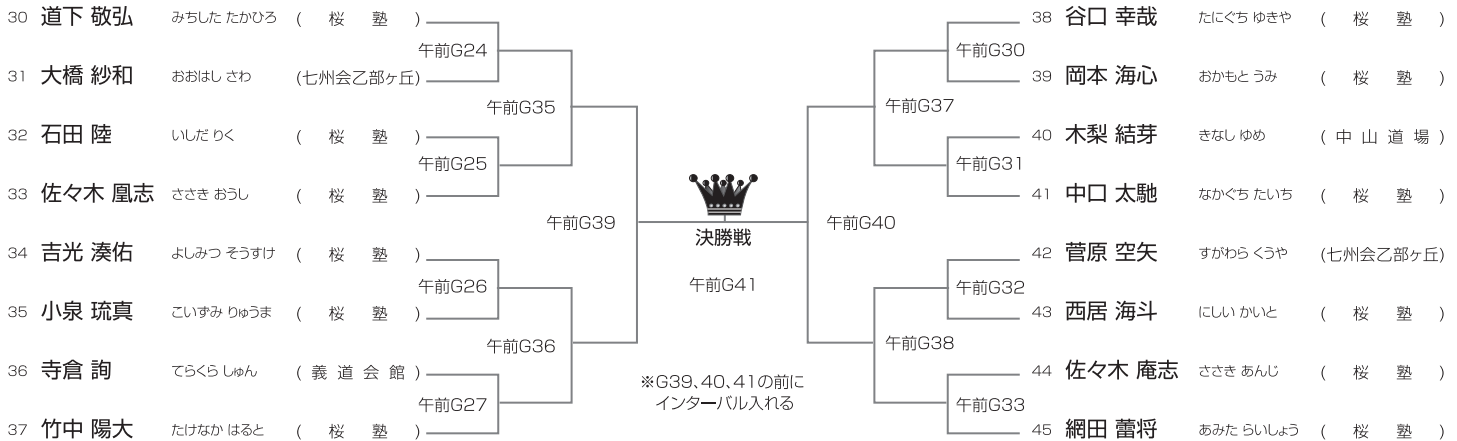 30 道下 敬弘 みちした たかひろ ( 桜 塾 )
午前G24
31 大橋 紗和 おおはし さわ (七州会乙部ヶ丘)
午前G35
32 石田 陸 いしだ りく ( 桜 塾 )
午前G25
33 佐々木 凰志 ささき おうし ( 桜 塾 )
午前G39
34 吉光 湊佑 よしみつ そうすけ ( 桜 塾 )
午前G26
35 小泉 琉真 こいずみ りゅうま ( 桜 塾 )
午前G36
36 寺倉 詢 てらくら しゅん ( 義 道 会 館 )
午前G27
37 竹中 陽大 たけなか はると ( 桜 塾 )
決勝戦
午前G41
※G39、40、41の前に
インターバル入れる
38 谷口 幸哉 たにぐち ゆきや ( 桜 塾 )
午前G30
39 岡本 海心 おかもと うみ ( 桜 塾 )
午前G37
40 木梨 結芽 きなし ゆめ ( 中 山 道 場 )
午前G31
41 中口 太馳 なかぐち たいち ( 桜 塾 )
午前G40
42 菅原 空矢 すがわら くうや (七州会乙部ヶ丘)
午前G32
43 西居 海斗 にしい かいと ( 桜 塾 )
午前G38
44 佐々木 庵志 ささき あんじ ( 桜 塾 )
午前G33
45 網田 蕾将 あみた らいしょう ( 桜 塾 )